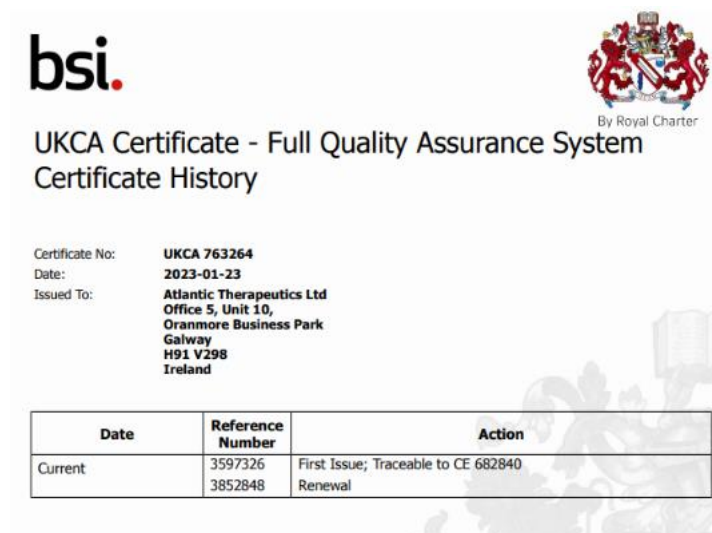 bsi.
By Royal Charter
UKCA Certificate - Full Quality Assurance System
Certificate History
Certificate No: UKCA 763264
Date: 2023-01-23
Issued To: Atlantic Therapeutics Ltd
Office 5, Unit 10,
Oranmore Business Park
Galway
H91 V298
Ireland
Date Reference Number Action
Current 3597326 First Issue; Traceable to CE 682840
3852848 Renewal